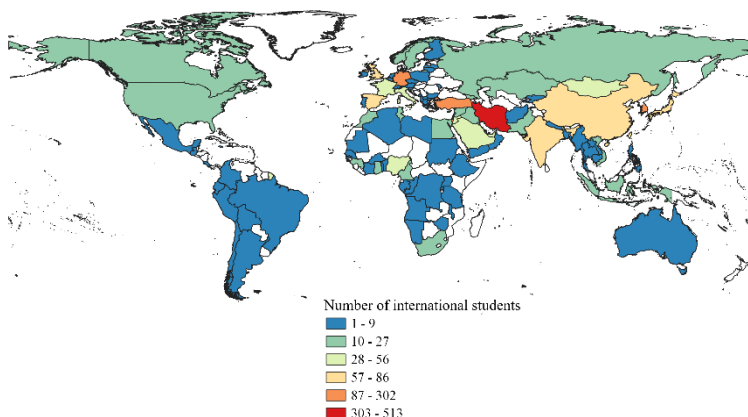 Number of international students
1 - 9
10 - 27
28 - 56
57 - 86
87 - 302
303 - 513